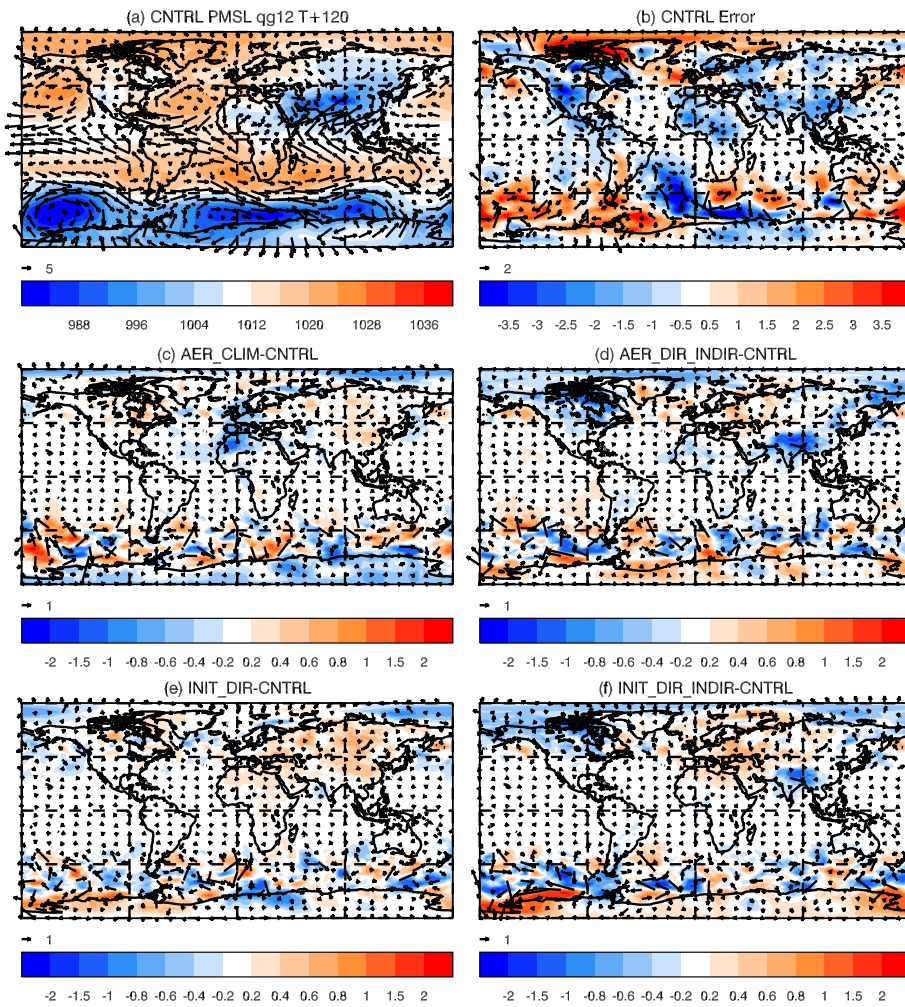 (a) CNTRL PMSL qg12 T+120
(b) CNTRL Error
5
2
988 996 1004 1012 1020 1028 1036
-3.5 -3 -2.5 -2 -1.5 -1 -0.5 0.5 1 1.5 2 2.5 3 3.5
(c) AER_CLIM-CNTRL
(d) AER_DIR_INDIR-CNTRL
1
1
-2 -1.5 -1 -0.8 -0.6 -0.4 -0.2 0.2 0.4 0.6 0.8 1 1.5 2
-2 -1.5 -1 -0.8 -0.6 -0.4 -0.2 0.2 0.4 0.6 0.8 1 1.5 2
(e) INIT_DIR-CNTRL
(f) INIT_DIR_INDIR-CNTRL
1
1
-2 -1.5 -1 -0.8 -0.6 -0.4 -0.2 0.2 0.4 0.6 0.8 1 1.5 2
-2 -1.5 -1 -0.8 -0.6 -0.4 -0.2 0.2 0.4 0.6 0.8 1 1.5 2